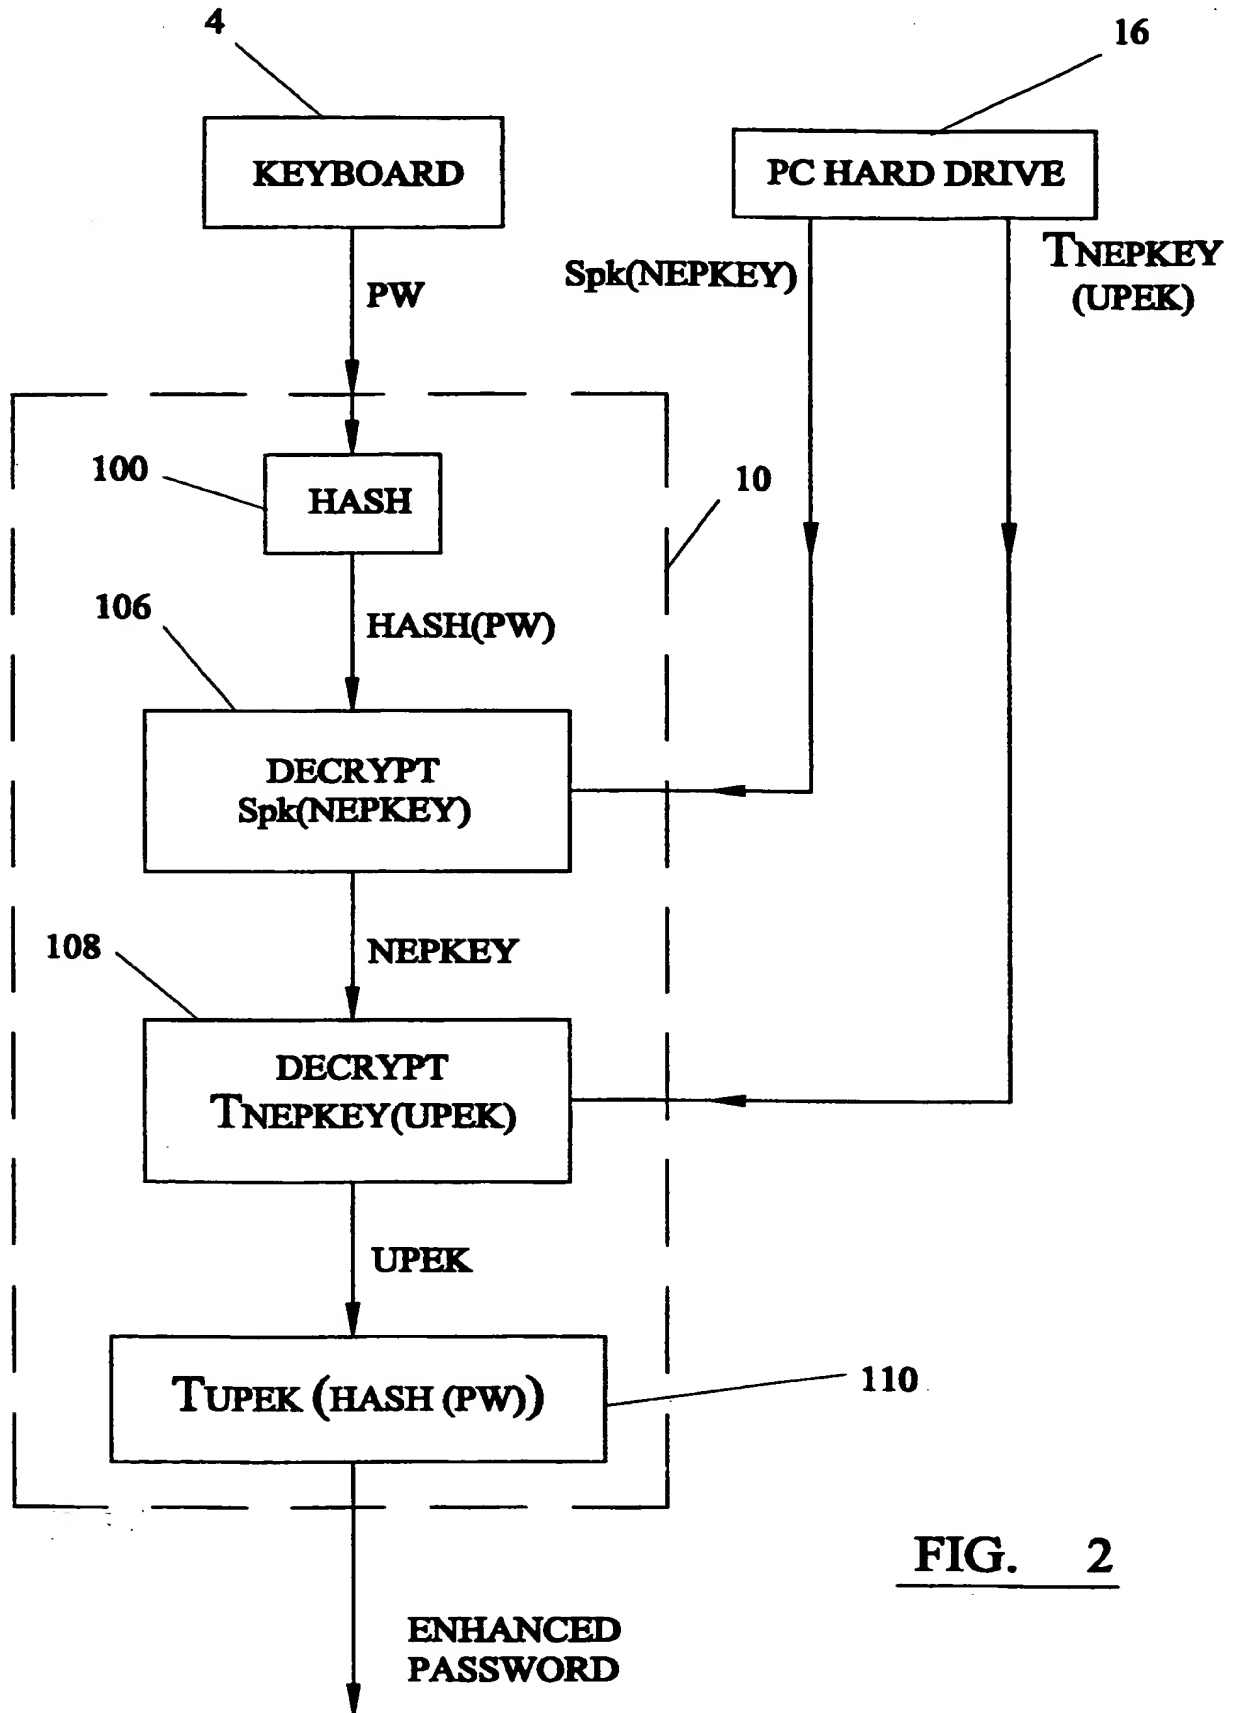 4
16
KEYBOARD
PC HARD DRIVE
PW
Spk(NEPKEY)
TNEPKEY
(UPEK)
100
HASH
10
106
HASH(PW)
DECRYPT
Spk(NEPKEY)
108
NEPKEY
DECRYPT
TNEPKEY(UPEK)
UPEK
TUPEK (HASH (PW))
110
FIG. 2
ENHANCED
PASSWORD